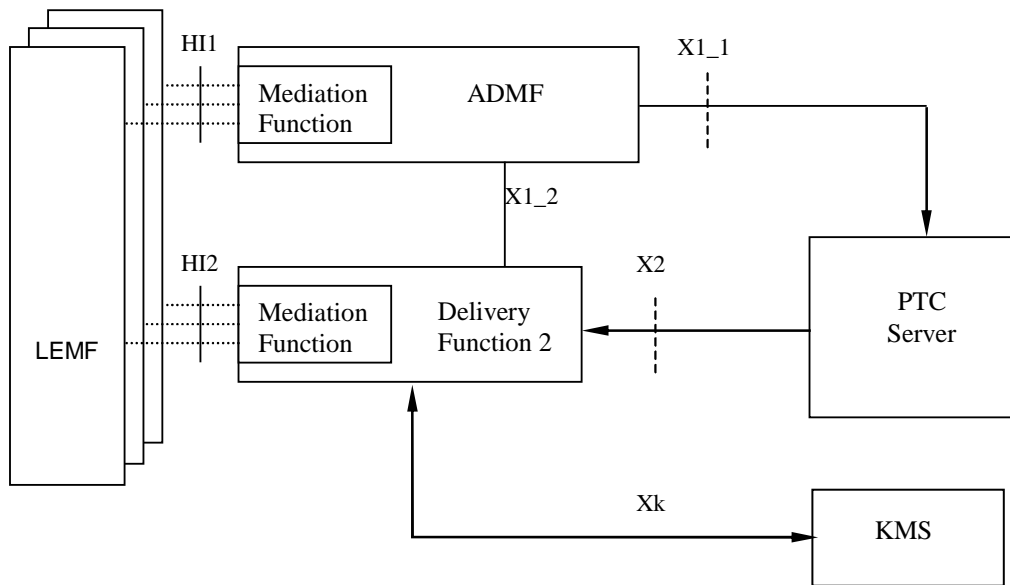 HI1
X1_1
Mediation
Function
ADMF
X1_2
HI2
X2
Mediation
Function
Delivery
Function 2
PTC
Server
LEMF
Xk
KMS